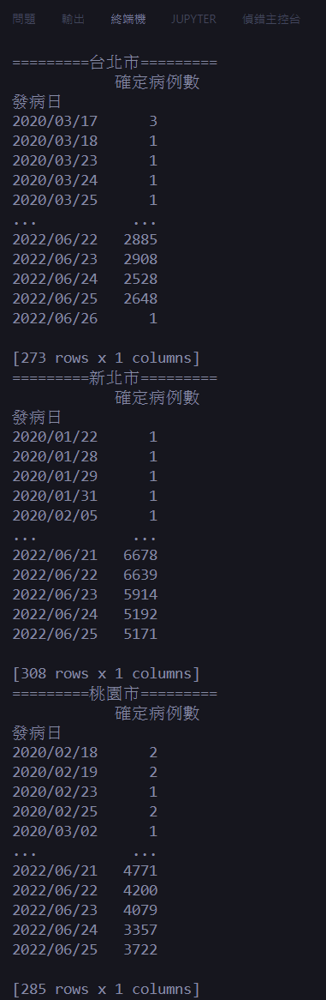 問題 輸出 終端機 JUPYTER 偵錯主控台
=========台北市=========
確定病例數
發病日
2020/03/17 3
2020/03/18 1
2020/03/23 1
2020/03/24 1
2020/03/25 1
... ...
2022/06/22 2885
2022/06/23 2908
2022/06/24 2528
2022/06/25 2648
2022/06/26 1
[273 rows x 1 columns]
=========新北市=========
確定病例數
發病日
2020/01/22 1
2020/01/28 1
2020/01/29 1
2020/01/31 1
2020/02/05 1
... ...
2022/06/21 6678
2022/06/22 6639
2022/06/23 5914
2022/06/24 5192
2022/06/25 5171
[308 rows x 1 columns]
=========桃園市=========
確定病例數
發病日
2020/02/18 2
2020/02/19 2
2020/02/23 1
2020/02/25 2
2020/03/02 1
... ...
2022/06/21 4771
2022/06/22 4200
2022/06/23 4079
2022/06/24 3357
2022/06/25 3722
[285 rows x 1 columns]